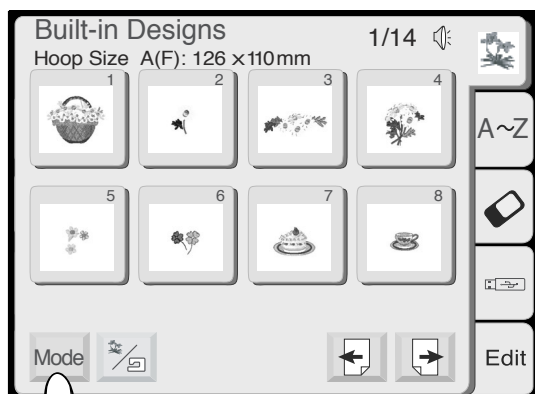 Built-in Designs 1/14
Hoop Size A(F): 126 ×110mm
1 2 3 4
A~Z
5 6 7 8
Mode
Edit